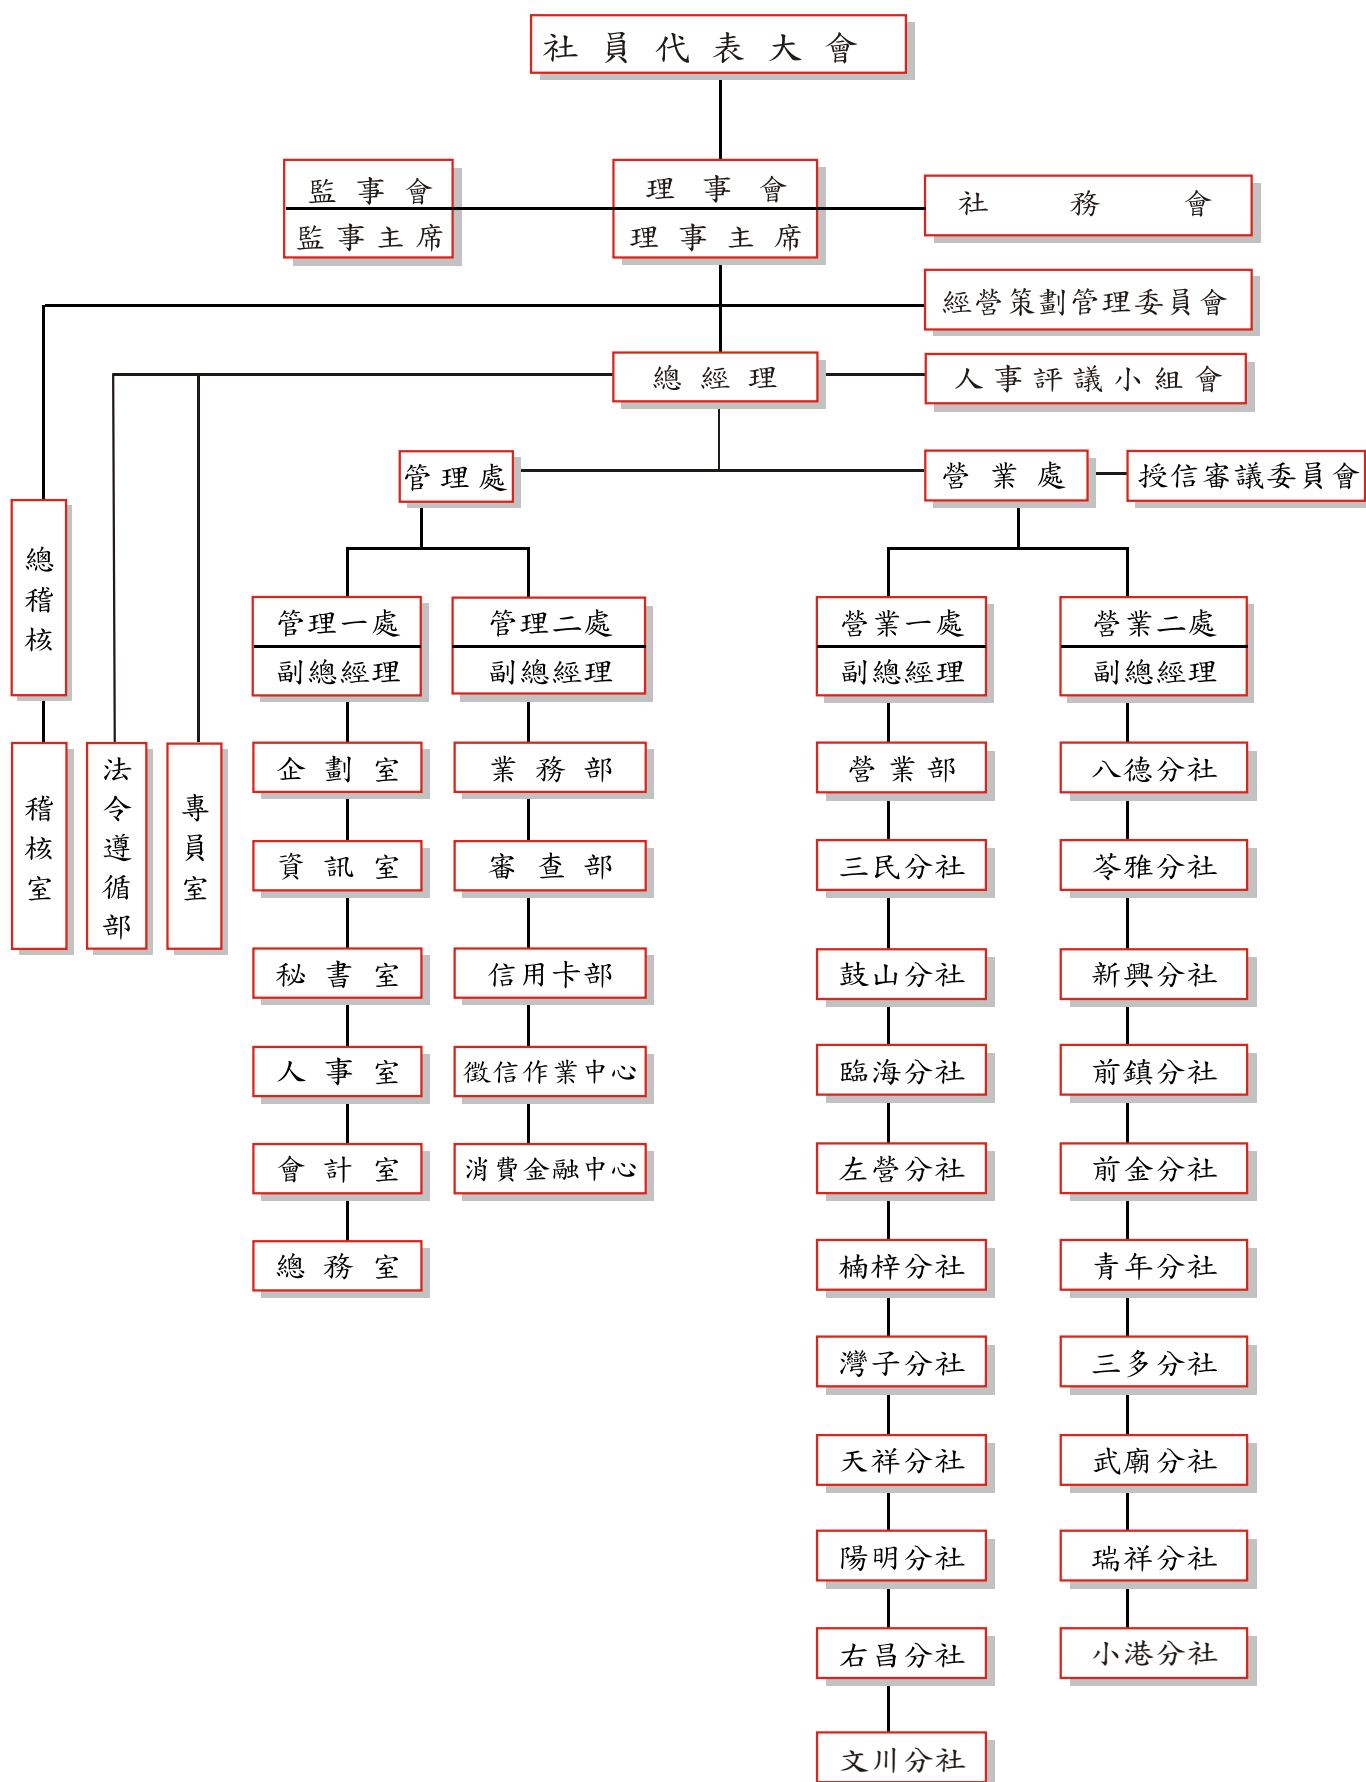 社員代表大會
監事會
監事主席
理事會
理事主席
社務會
經營策劃管理委員會
總經理
人事評議小組會
管理處
營業處
授信審議委員會
總稽核
稽核室
法令遵循部
專員室
管理一處
副總經理
企劃室
資訊室
秘書室
人事室
會計室
總務室
管理二處
副總經理
業務部
審查部
信用卡部
徵信作業中心
消費金融中心
營業一處
副總經理
營業部
三民分社
鼓山分社
臨海分社
左營分社
楠梓分社
灣子分社
天祥分社
陽明分社
右昌分社
文川分社
營業二處
副總經理
八德分社
苓雅分社
新興分社
前鎮分社
前金分社
青年分社
三多分社
武廟分社
瑞祥分社
小港分社